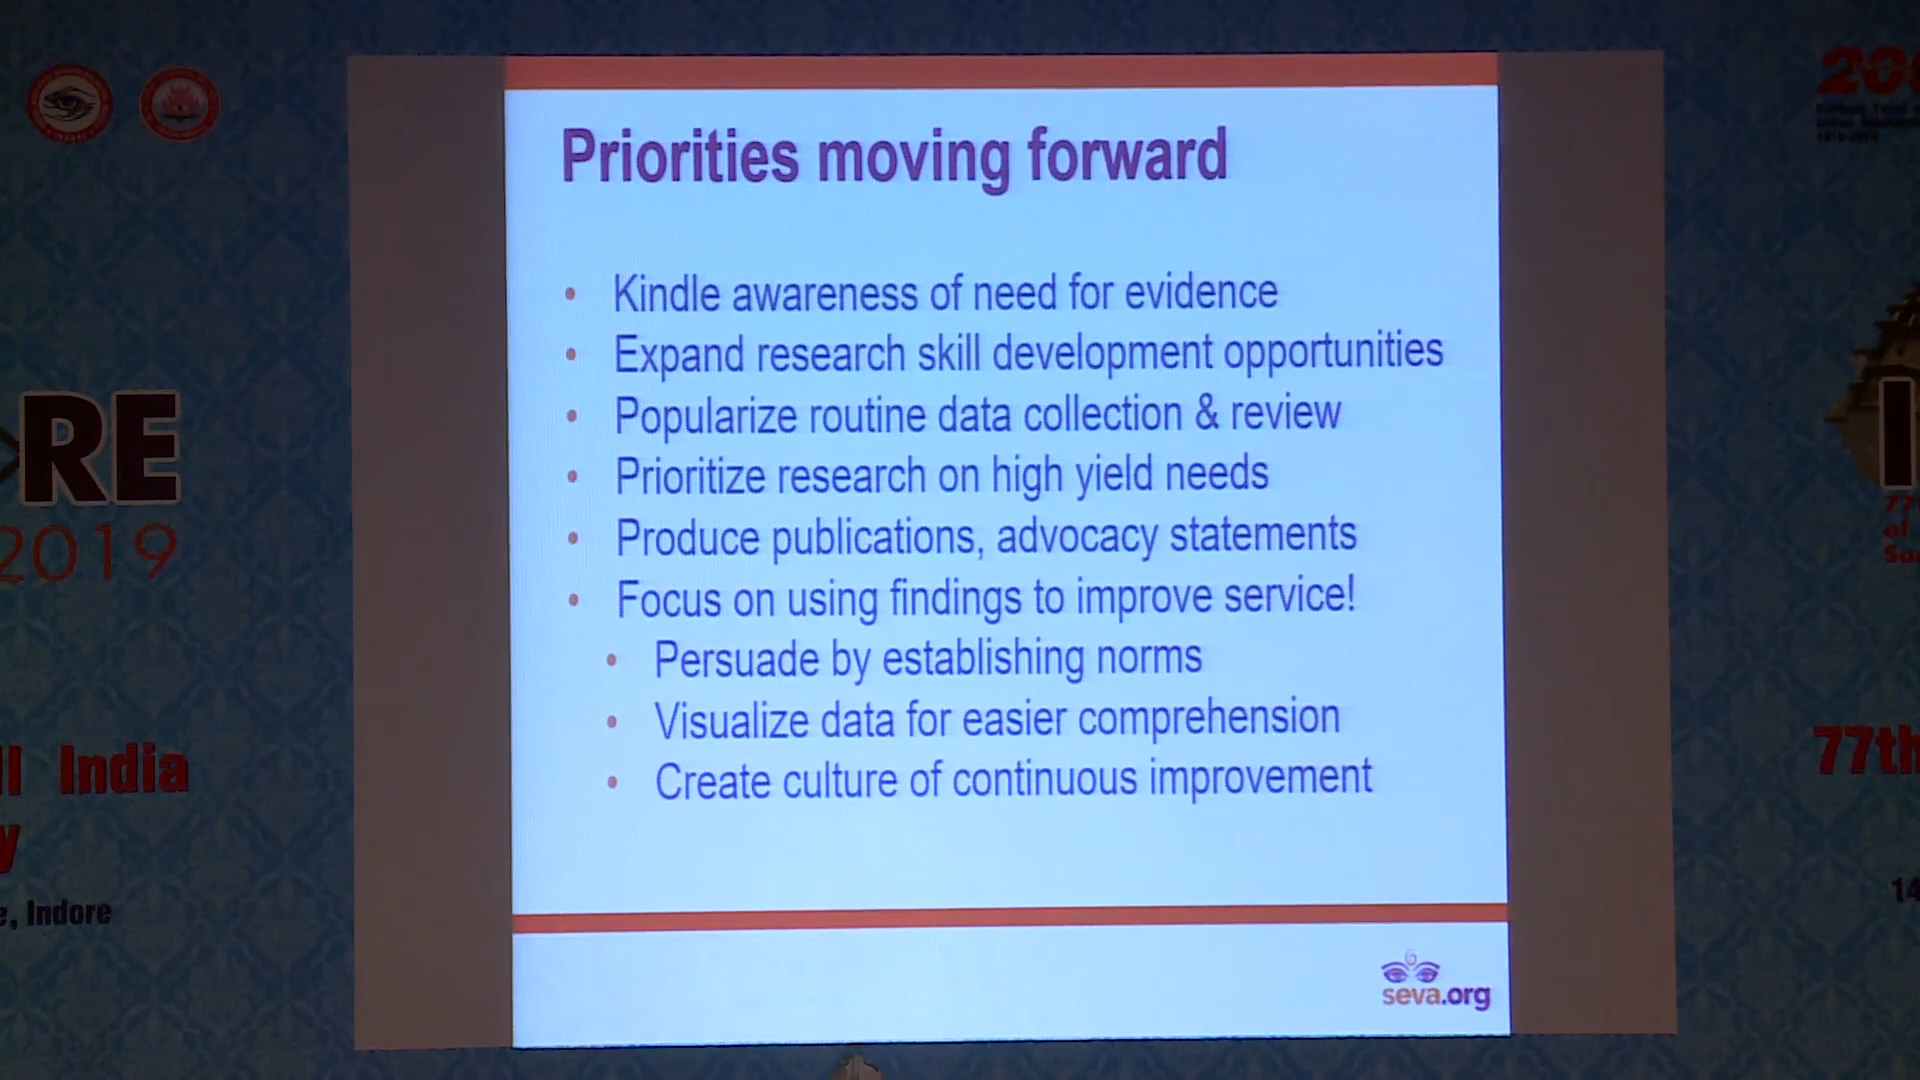 Priorities moving forward
• Kindle awareness of need for evidence
• Expand research skill development opportunities
• Popularize routine data collection & review
• Prioritize research on high yield needs
• Produce publications, advocacy statements
• Focus on using findings to improve service!
• Persuade by establishing norms
• Visualize data for easier comprehension
• Create culture of continuous improvement
seva.org
RE
2019
India
Indore
77th
14